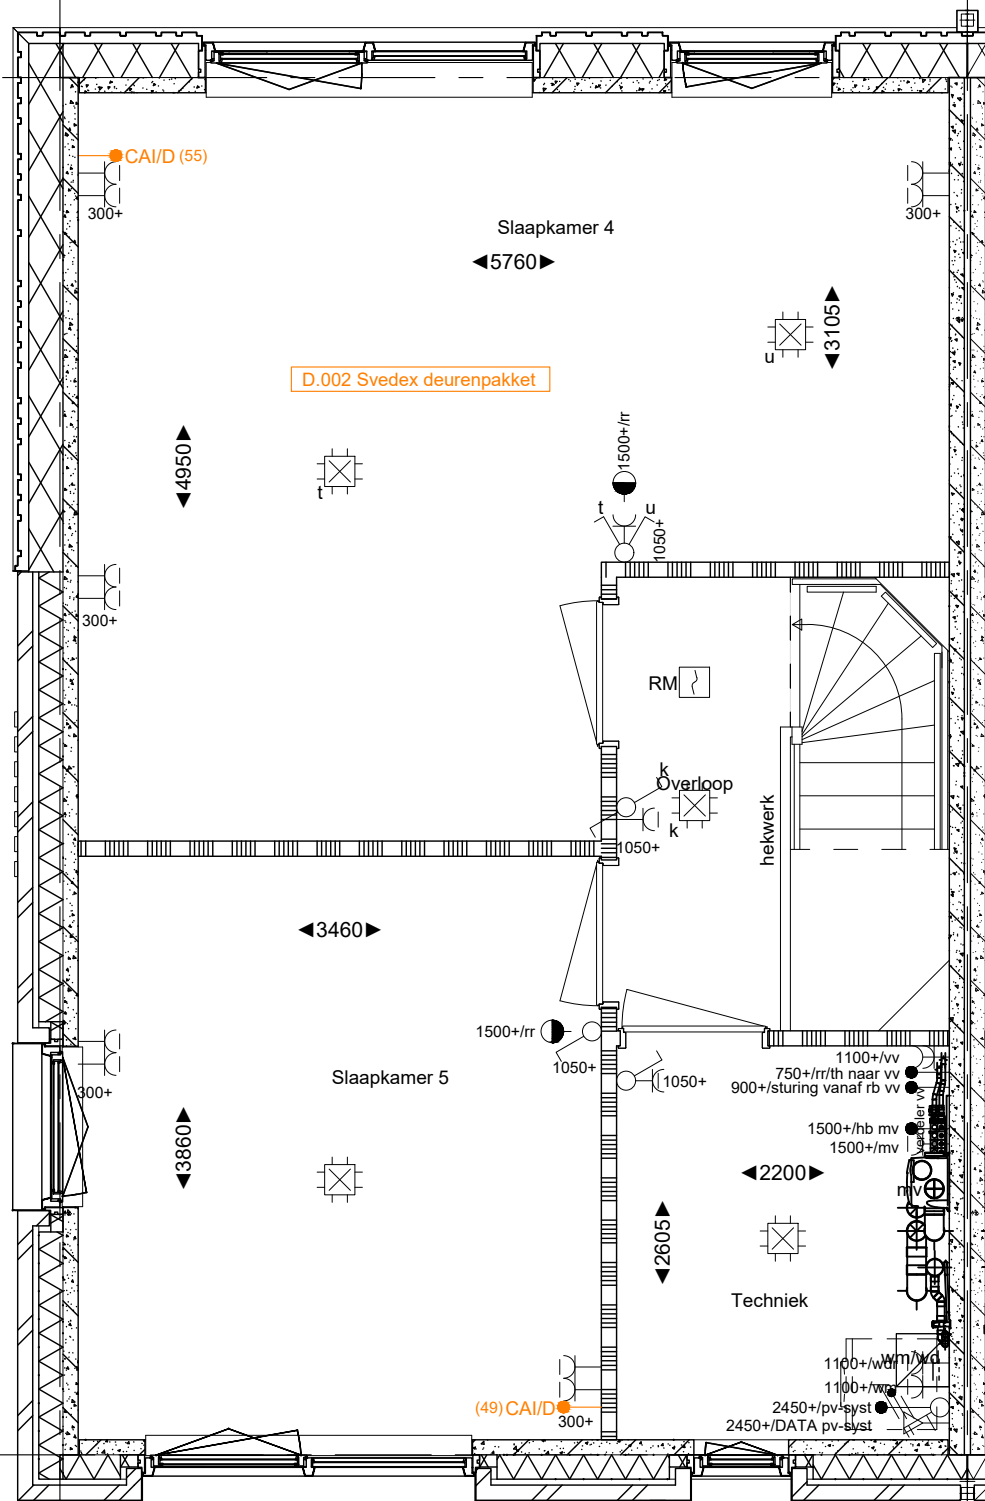 CAI/D (55)
300+
300+
Slaapkamer 4
5760
3105
u
D.002 Svedex deurenpakket
4950
t
1500+/rr
t
u
1050+
300+
RM
k
Overloop
k
1050+
hekwerk
3460
1500+/rr
1050+
1050+
300+
Slaapkamer 5
3860
1100+/vv
750+/rr/th naar vv
900+/sturing vanaf rb vv
verdeler vv
1500+/hb mv
1500+/mv
2200
mv
2605
Techniek
wm/wd
1100+/wdr
1100+/wm
2450+/pv-syst
2450+/DATA pv-syst
(49) CAI/D
300+